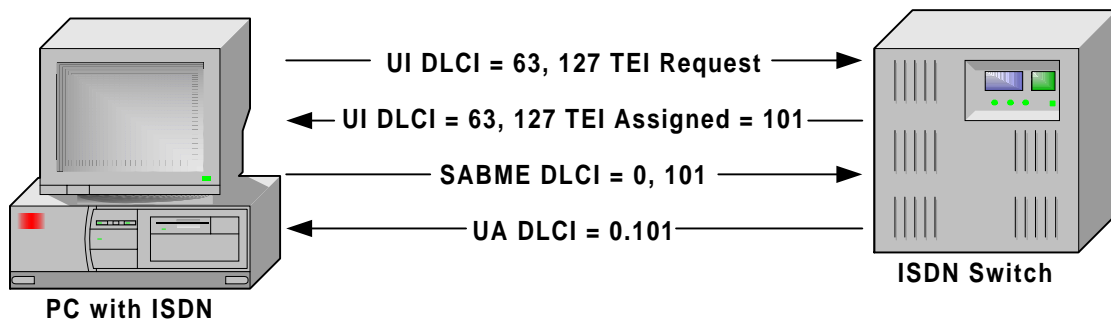 UI DLCI = 63, 127 TEI Request
UI DLCI = 63, 127 TEI Assigned = 101
SABME DLCI = 0, 101
UA DLCI = 0.101
ISDN Switch
PC with ISDN